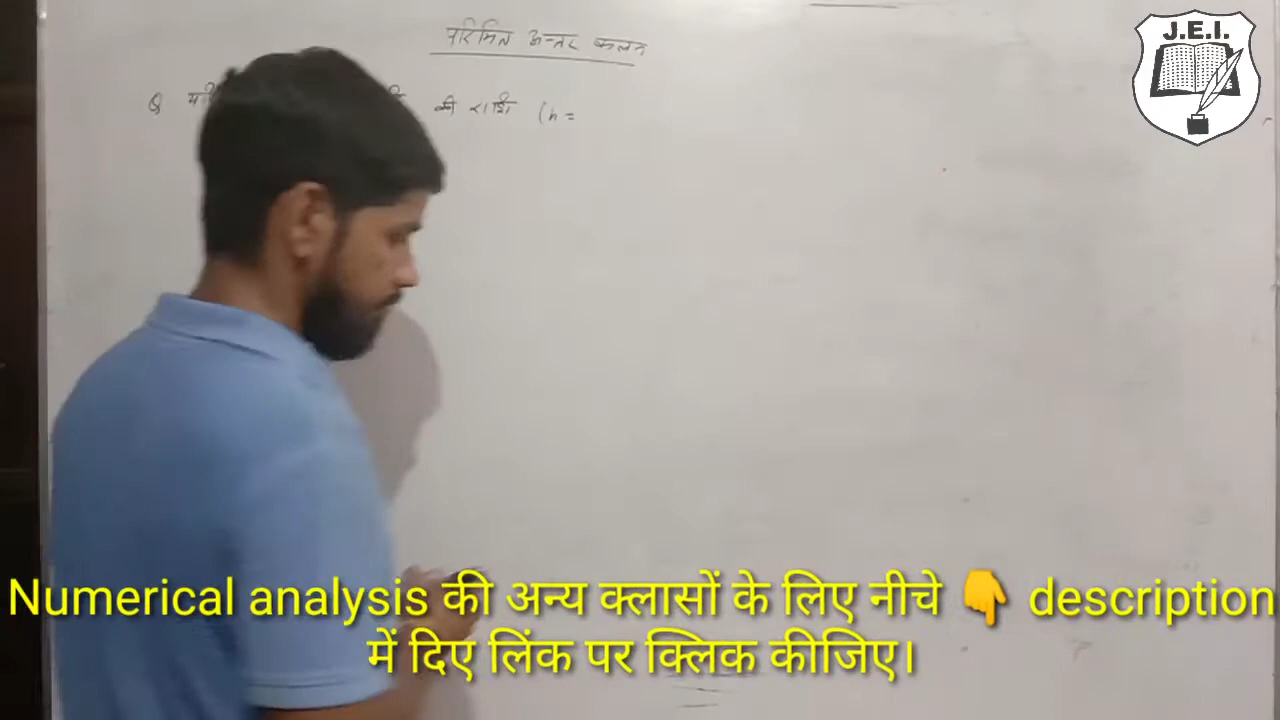 J.E.I.
परिमित अन्तर कलन
Q की राशि (h =
Numerical analysis की अन्य क्लासों के लिए नीचे 👇 description
में दिए लिंक पर क्लिक कीजिए।